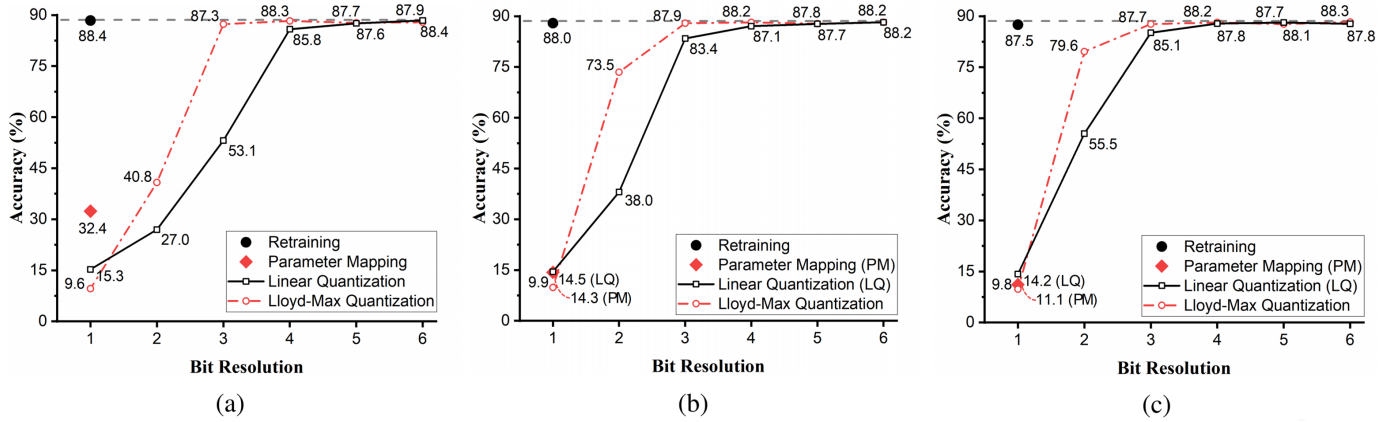 90
75
60
45
30
15
0
Accuracy (%)
88.4
87.3
88.3
87.7
87.9
85.8
87.6
88.4
53.1
40.8
32.4
27.0
9.6
15.3
Retraining
Parameter Mapping
Linear Quantization
Lloyd-Max Quantization
1 2 3 4 5 6
Bit Resolution
(a)
90
75
60
45
30
15
0
Accuracy (%)
88.0
87.9
88.2
87.8
88.2
83.4
87.1
87.7
88.2
73.5
38.0
9.9
14.5 (LQ)
14.3 (PM)
Retraining
Parameter Mapping (PM)
Linear Quantization (LQ)
Lloyd-Max Quantization
1 2 3 4 5 6
Bit Resolution
(b)
90
75
60
45
30
15
0
Accuracy (%)
87.5
87.7
88.2
87.7
88.3
85.1
87.8
88.1
87.8
79.6
55.5
9.8
14.2 (LQ)
11.1 (PM)
Retraining
Parameter Mapping (PM)
Linear Quantization (LQ)
Lloyd-Max Quantization
1 2 3 4 5 6
Bit Resolution
(c)